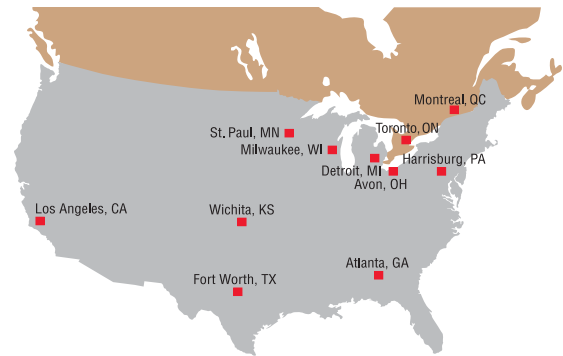 Montreal, QC
Toronto, ON
St. Paul, MN
Milwaukee, WI
Harrisburg, PA
Detroit, MI
Avon, OH
Los Angeles, CA
Wichita, KS
Atlanta, GA
Fort Worth, TX